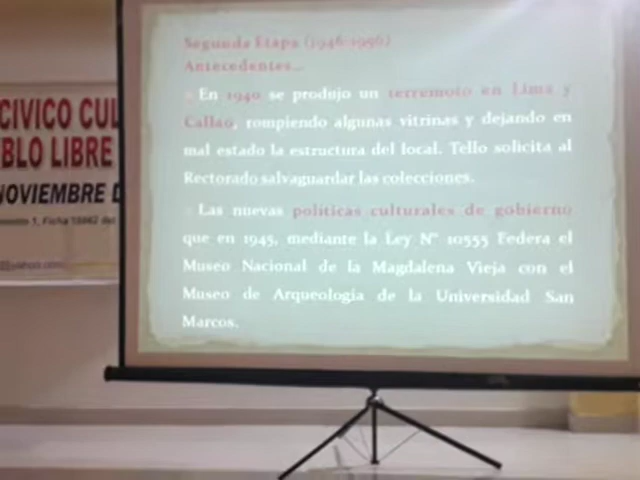 CIVICO CUL
BLO LIBRE
NOVIEMBRE D
Segunda Etapa (1946-1956)
Antecedentes...
En 1940 se produjo un terremoto en Lima y
Callao, rompiendo algunas vitrinas y dejando en
mal estado la estructura del local. Tello solicita al
Rectorado salvaguardar las colecciones.
Las nuevas políticas culturales de gobierno
que en 1945, mediante la Ley N° 10555 Federa el
Museo Nacional de la Magdalena Vieja con el
Museo de Arqueología de la Universidad San
Marcos.